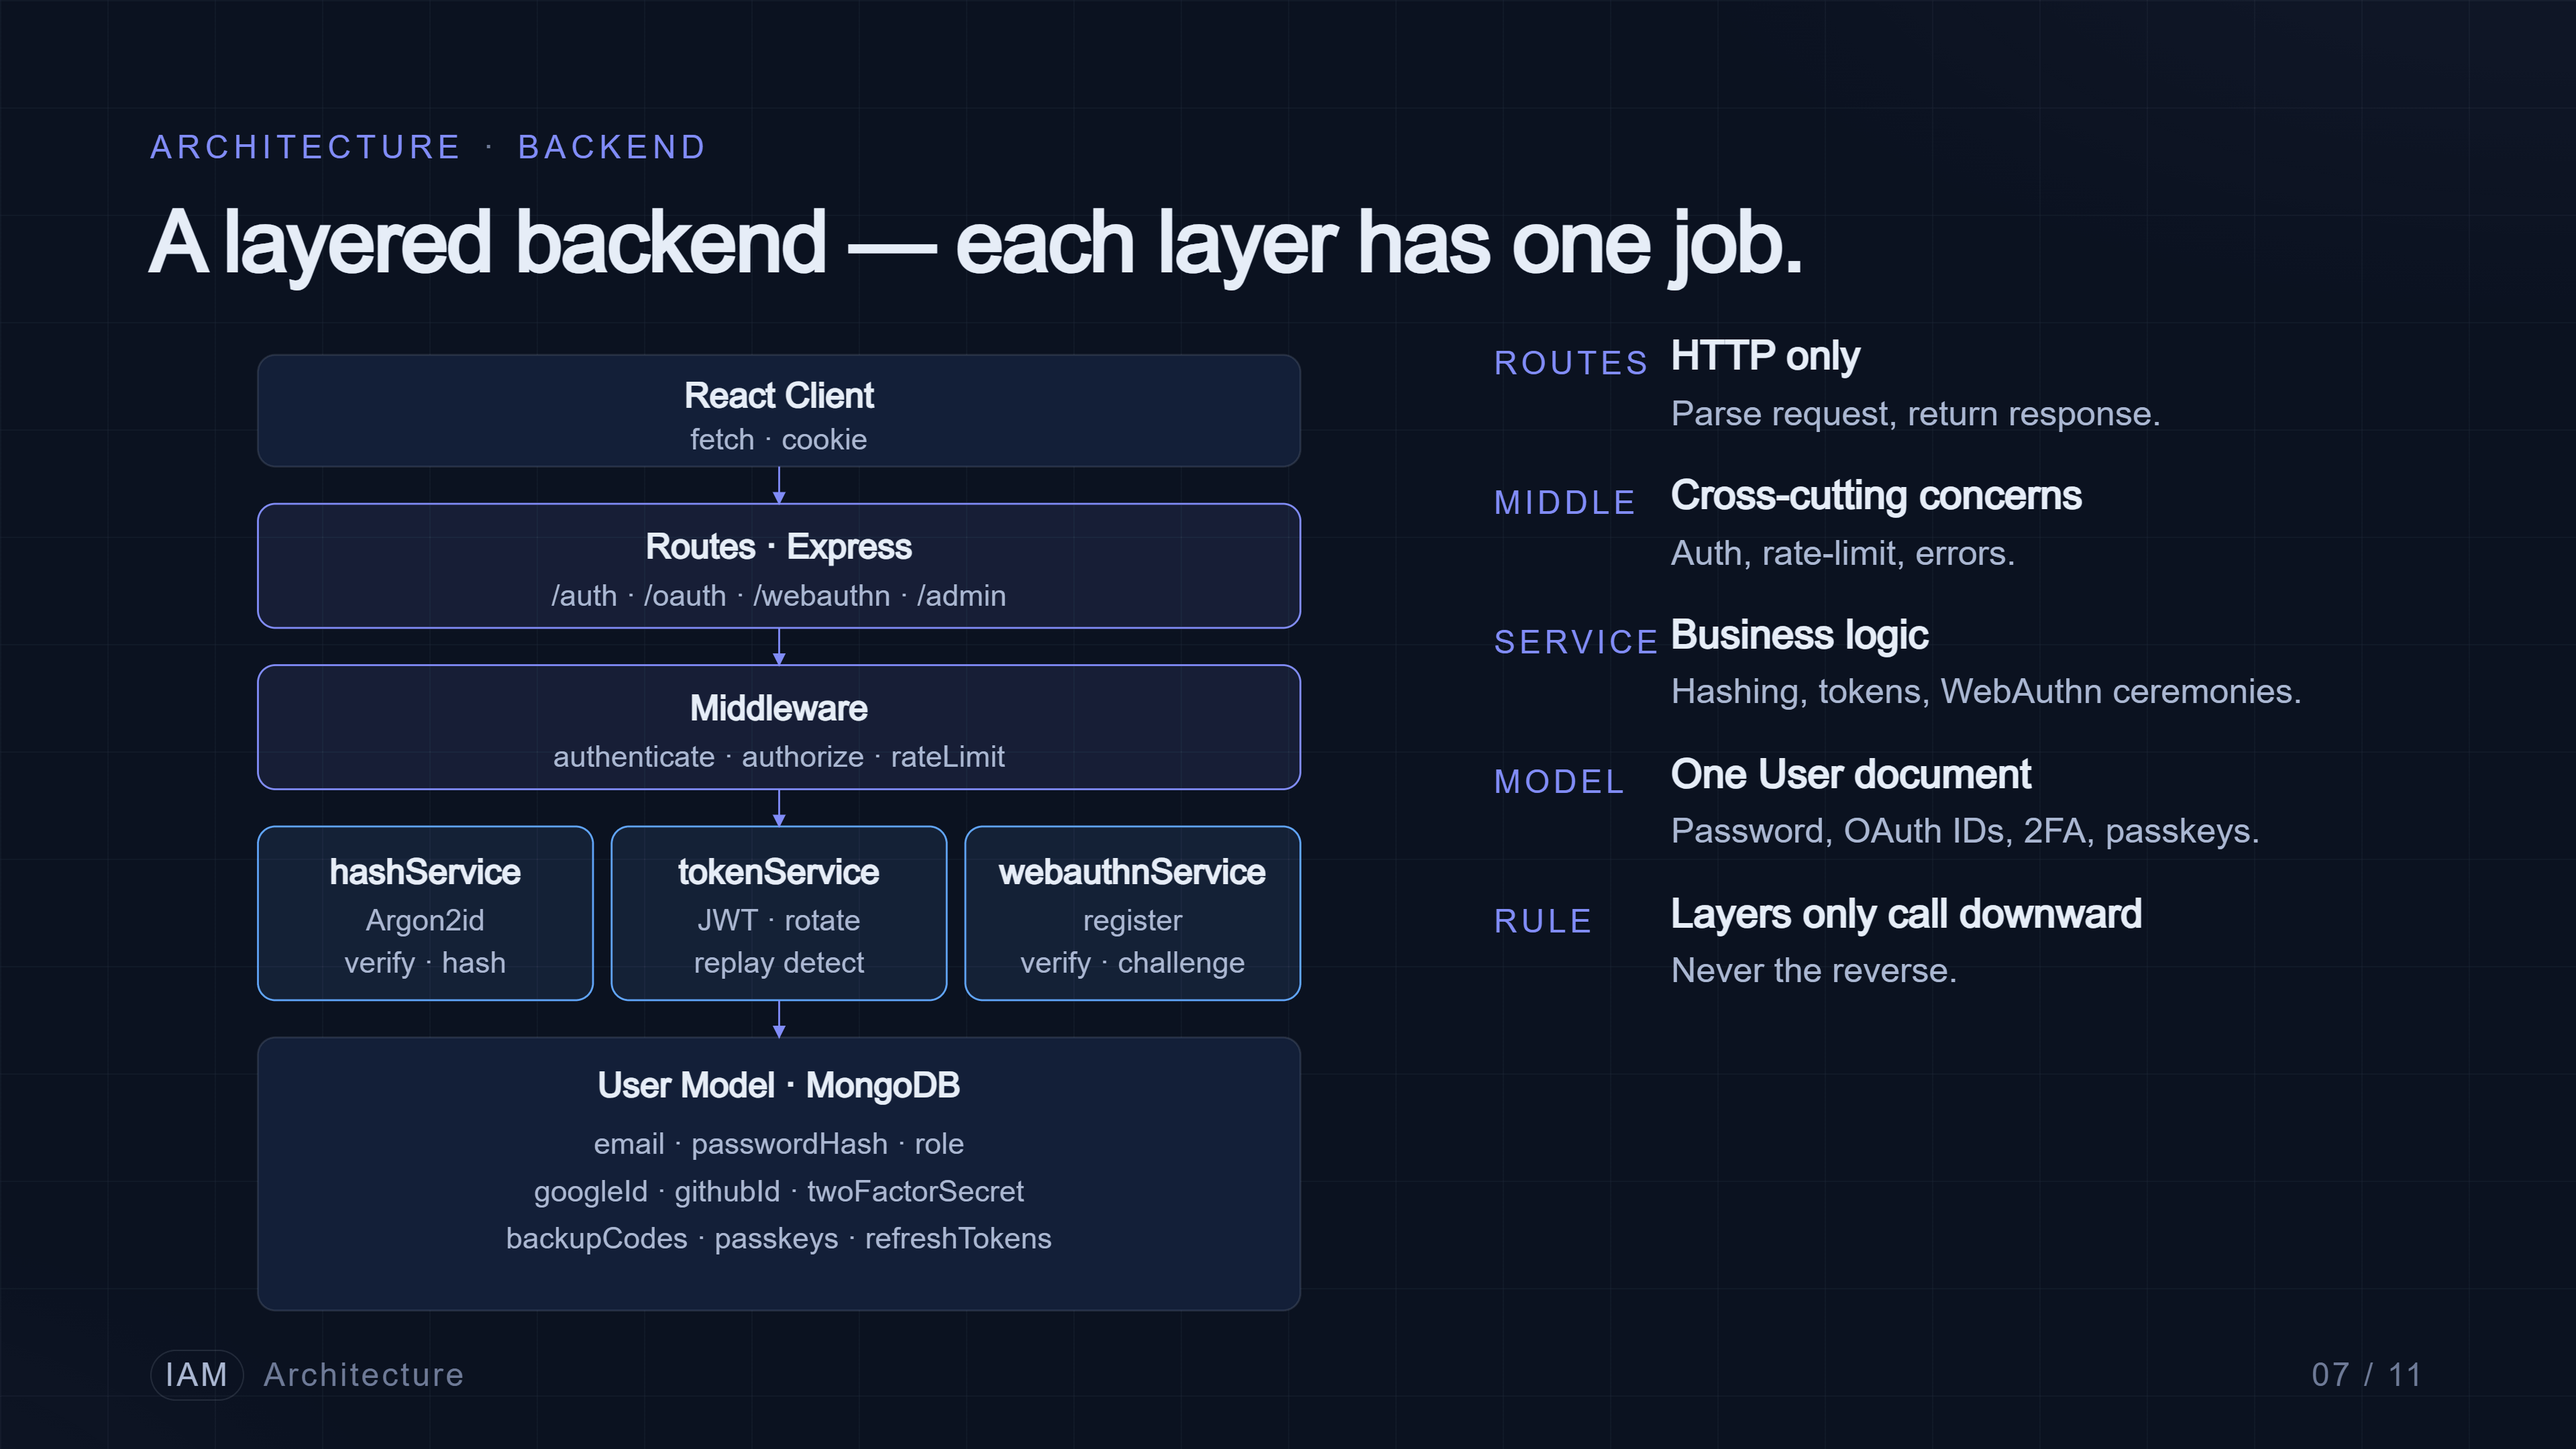 ARCHITECTURE · BACKEND
A layered backend — each layer has one job.
React Client
fetch · cookie
Routes · Express
/auth · /oauth · /webauthn · /admin
Middleware
authenticate · authorize · rateLimit
hashService
Argon2id
verify · hash
tokenService
JWT · rotate
replay detect
webauthnService
register
verify · challenge
User Model · MongoDB
email · passwordHash · role
googleId · githubId · twoFactorSecret
backupCodes · passkeys · refreshTokens
ROUTES HTTP only
Parse request, return response.
MIDDLE Cross-cutting concerns
Auth, rate-limit, errors.
SERVICE Business logic
Hashing, tokens, WebAuthn ceremonies.
MODEL One User document
Password, OAuth IDs, 2FA, passkeys.
RULE Layers only call downward
Never the reverse.
IAM Architecture
07 / 11